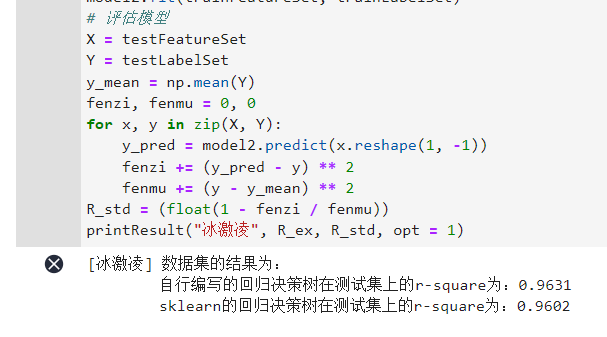 model2.fit(trainFeatureSet, trainLabelSet)
# 评估模型
X = testFeatureSet
Y = testLabelSet
y_mean = np.mean(Y)
fenzi, fenmu = 0, 0
for x, y in zip(X, Y):
    y_pred = model2.predict(x.reshape(1, -1))
    fenzi += (y_pred - y) ** 2
    fenmu += (y - y_mean) ** 2
R_std = (float(1 - fenzi / fenmu))
printResult("冰激凌", R_ex, R_std, opt = 1)
[冰激凌] 数据集的结果为:
自行编写的回归决策树在测试集上的r-square为: 0.9631
sklearn的回归决策树在测试集上的r-square为: 0.9602